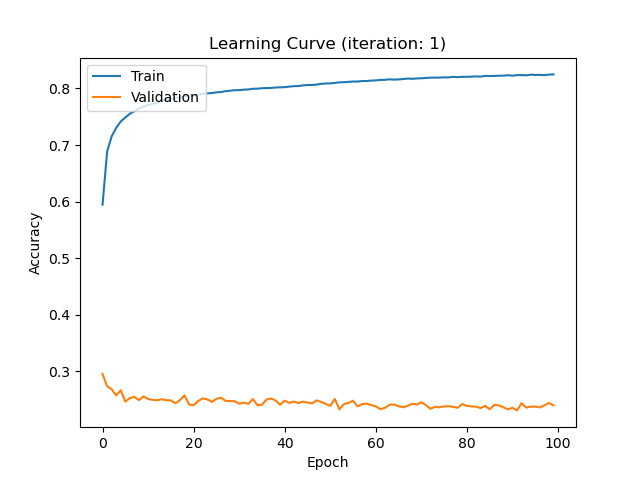 Learning Curve (iteration: 1)
Train
Validation
0.8
0.7
0.6
0.5
0.4
0.3
Accuracy
0 20 40 60 80 100
Epoch